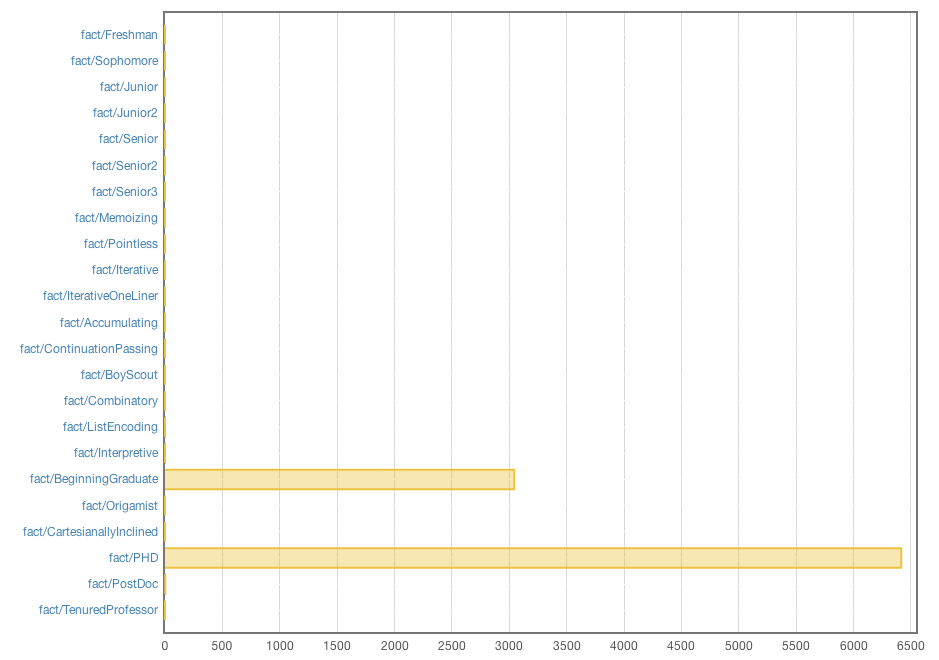 fact/Freshman
fact/Sophomore
fact/Junior
fact/Junior2
fact/Senior
fact/Senior2
fact/Senior3
fact/Memoizing
fact/Pointless
fact/Iterative
fact/IterativeOneLiner
fact/Accumulating
fact/ContinuationPassing
fact/BoyScout
fact/Combinatory
fact/ListEncoding
fact/Interpretive
fact/BeginningGraduate
fact/Origamist
fact/CartesianallyInclined
fact/PHD
fact/PostDoc
fact/TenuredProfessor
0 500 1000 1500 2000 2500 3000 3500 4000 4500 5000 5500 6000 6500